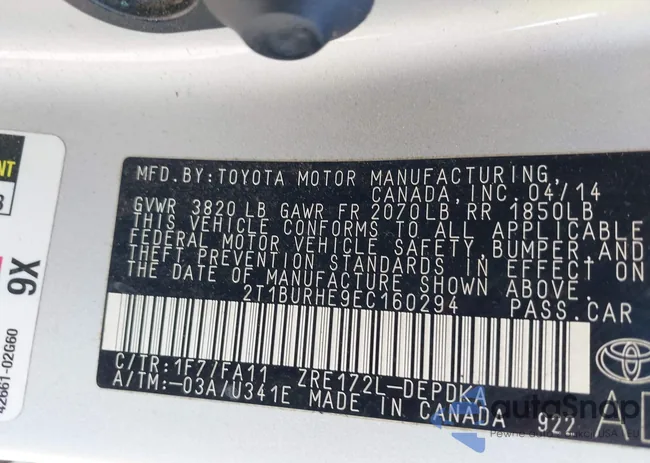 MFD.BY:TOYOTA MOTOR MANUFACTURING,
CANADA,INC. 04/14
GVWR 3820 LB GAWR FR 2070LB RR 1850LB
THIS VEHICLE CONFORMS TO ALL APPLICABLE
FEDERAL MOTOR VEHICLE SAFETY,BUMPER AND
THEFT PREVENTION STANDARDS IN EFFECT ON
THE DATE OF MANUFACTURE SHOWN ABOVE.
2T1BURHE9EC160294 PASS.CAR
C/TR:1F7/FA11 ZRE172L-DEPDKA
A/TM:-03A/U341E MADE IN CANADA 922
9X
42661-02G60
autoSnap